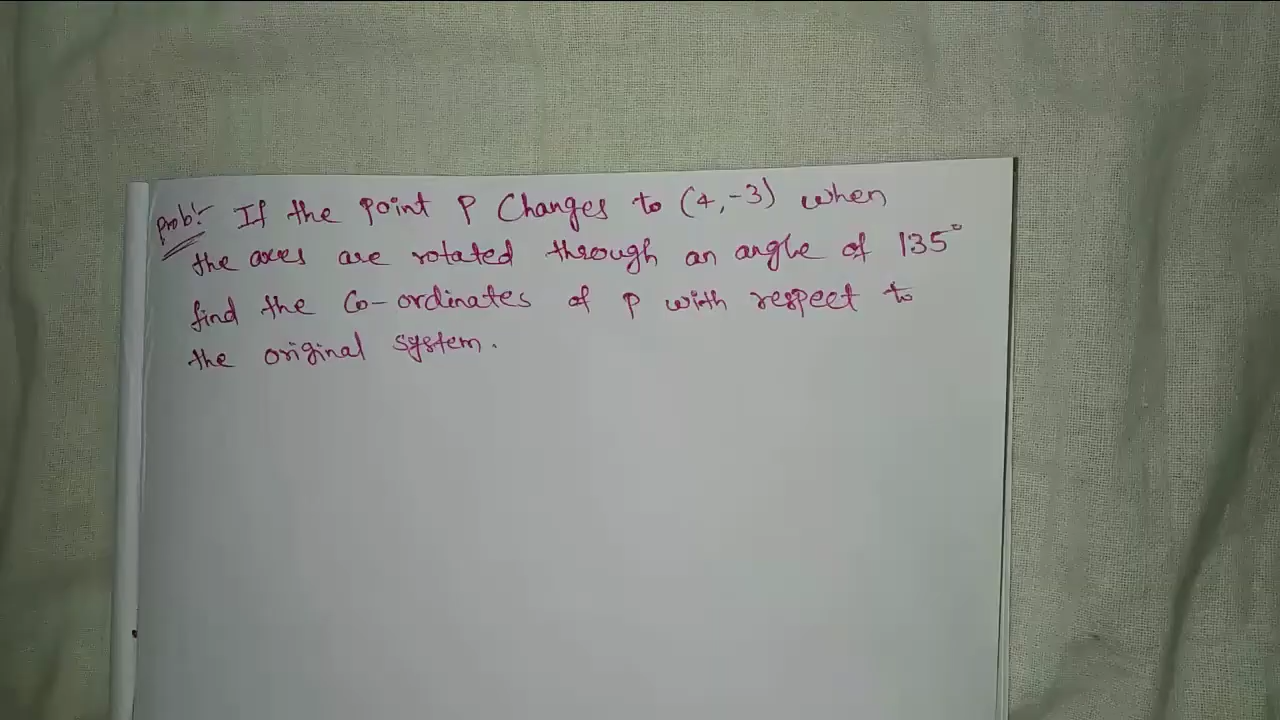 Prob:- If the point P Changes to (4,-3) when
the axes are rotated through an angle of 135°
find the Co-ordinates of P with respect to
the original system.